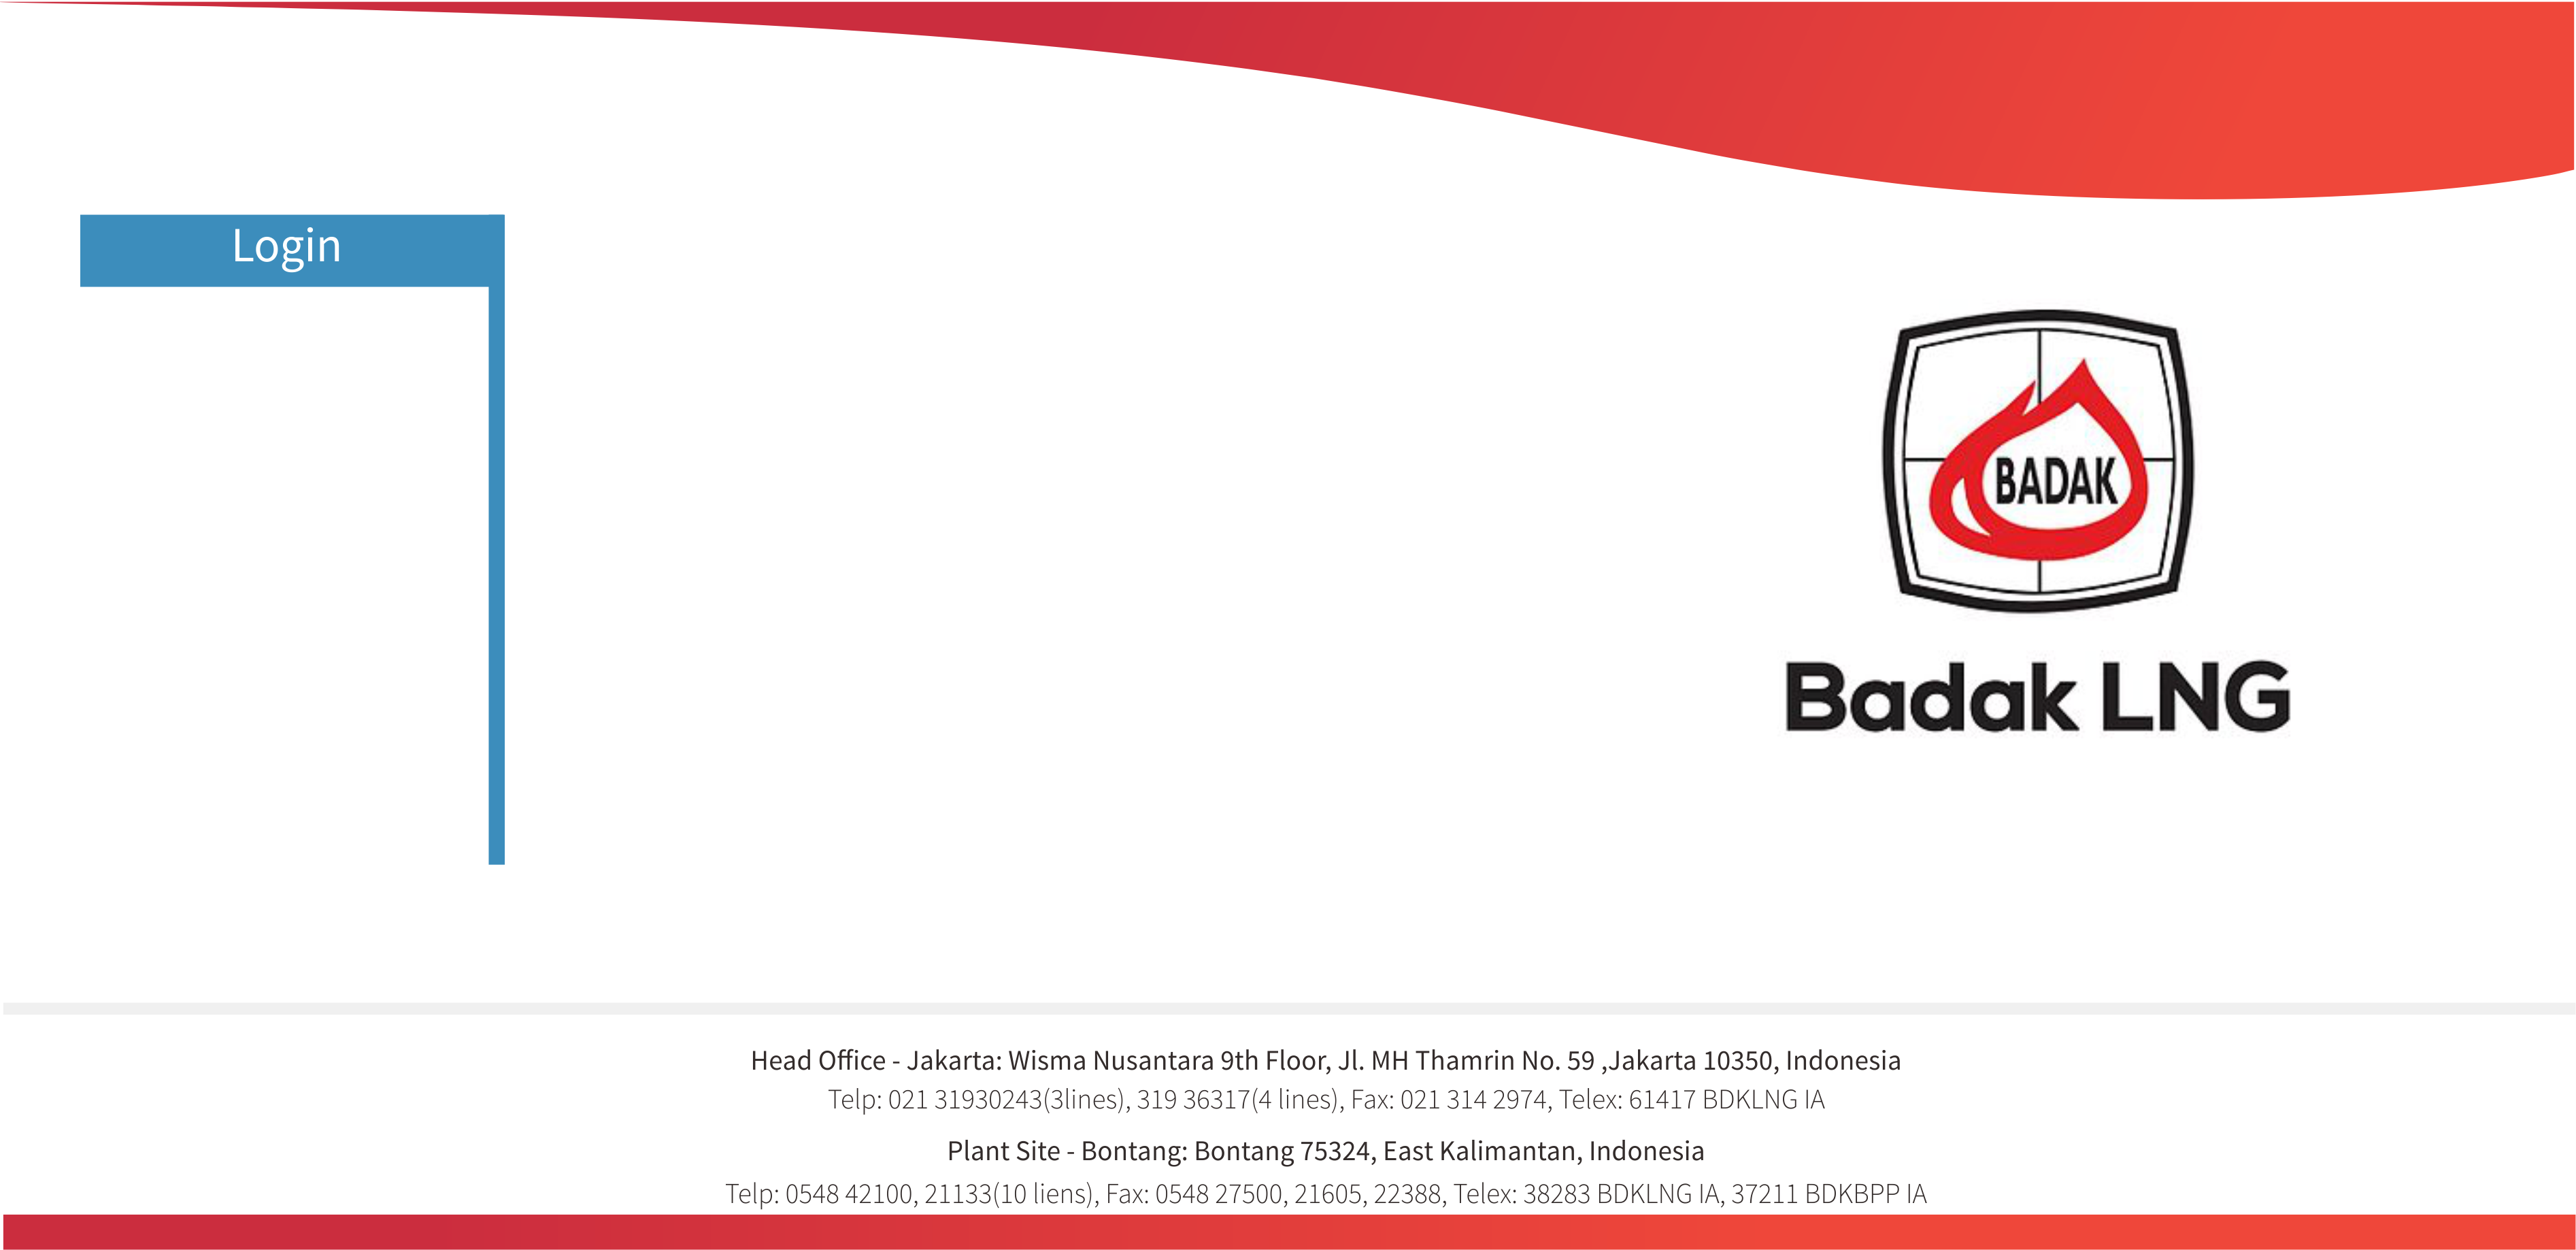 Login
BADAK
Badak LNG
Head Office - Jakarta: Wisma Nusantara 9th Floor, Jl. MH Thamrin No. 59 ,Jakarta 10350, Indonesia
Telp: 021 31930243(3lines), 319 36317(4 lines), Fax: 021 314 2974, Telex: 61417 BDKLNG IA
Plant Site - Bontang: Bontang 75324, East Kalimantan, Indonesia
Telp: 0548 42100, 21133(10 liens), Fax: 0548 27500, 21605, 22388, Telex: 38283 BDKLNG IA, 37211 BDKBPP IA